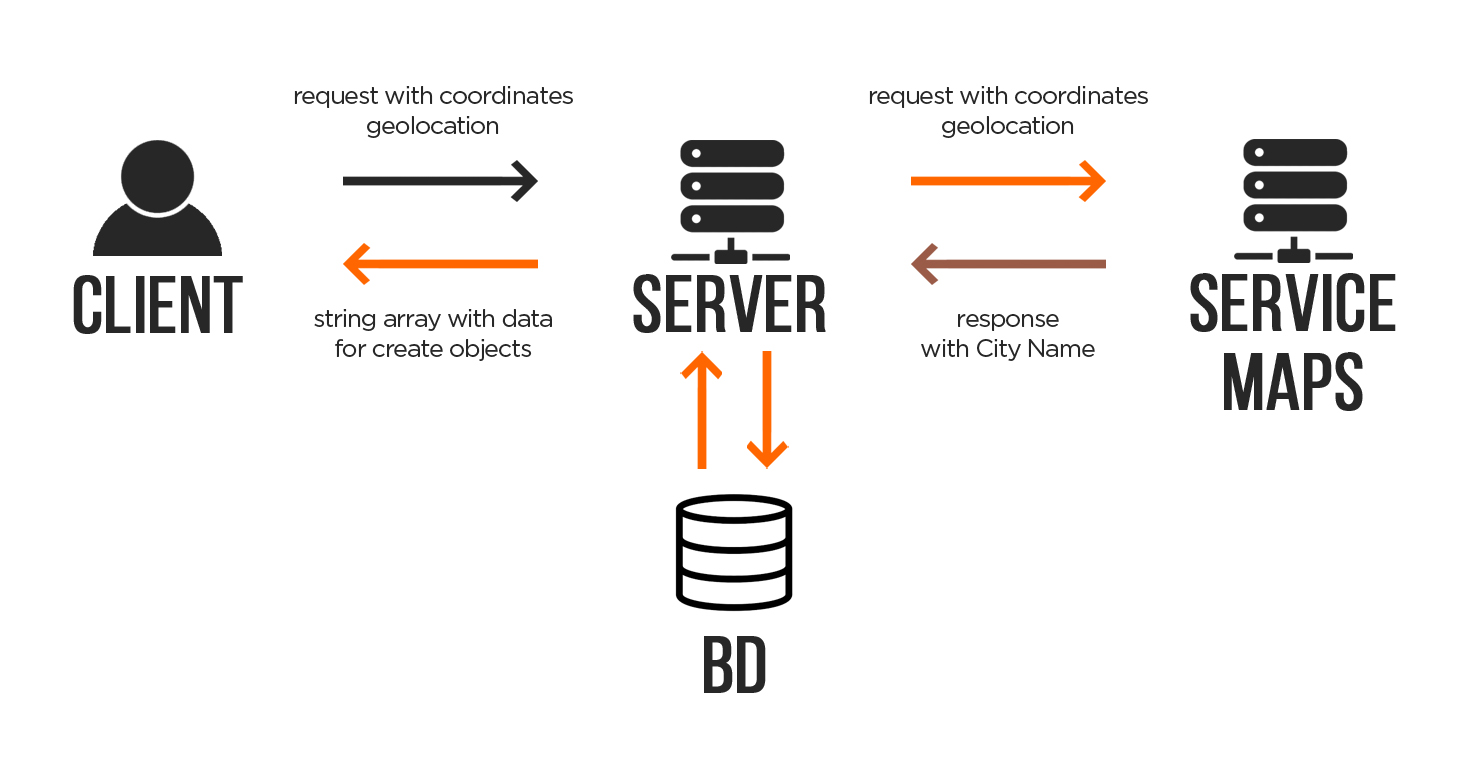 request with coordinates
geolocation
request with coordinates
geolocation
CLIENT
SERVER
SERVICE
MAPS
string array with data
for create objects
response
with City Name
BD